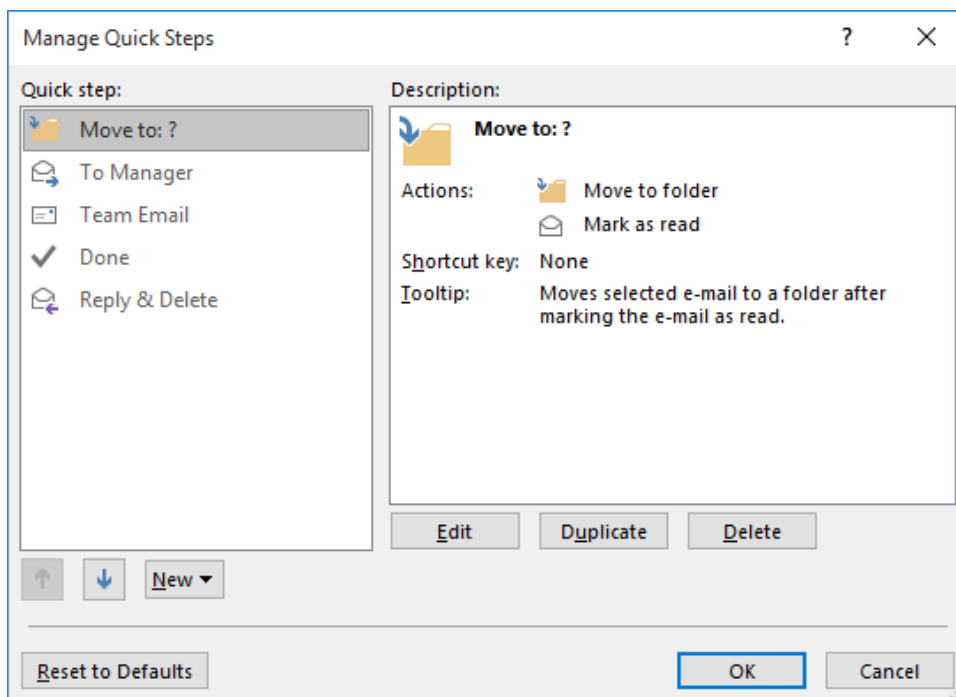 Manage Quick Steps ?
Quick step:
Move to: ?
To Manager
Team Email
Done
Reply & Delete
New
Description:
Move to: ?
Actions: Move to folder
Mark as read
Shortcut key: None
Tooltip: Moves selected e-mail to a folder after
marking the e-mail as read.
Edit Duplicate Delete
Reset to Defaults OK Cancel